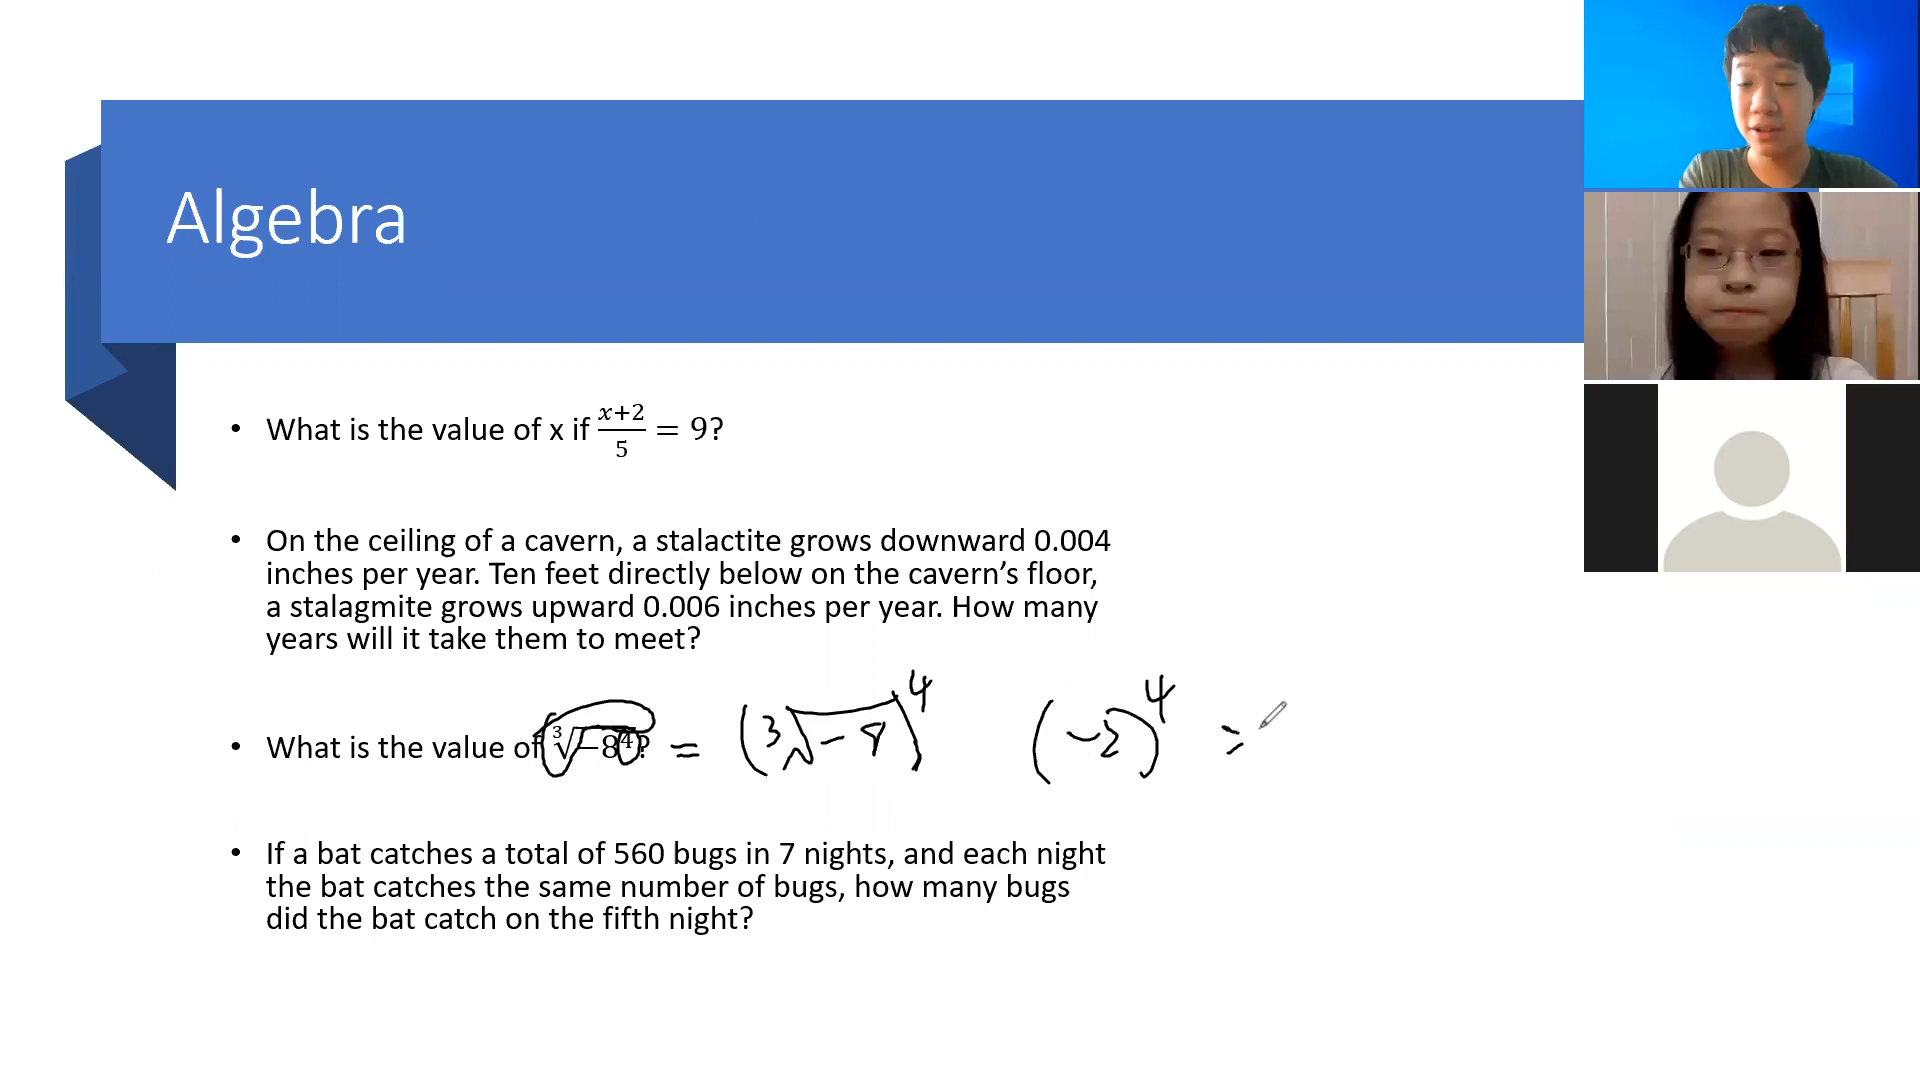 Algebra
• What is the value of x if (x+2)/5 = 9?
• On the ceiling of a cavern, a stalactite grows downward 0.004
inches per year. Ten feet directly below on the cavern’s floor,
a stalagmite grows upward 0.006 inches per year. How many
years will it take them to meet?
• What is the value of ∛−8⁴? = (∛−8)⁴ (−2)⁴ =
• If a bat catches a total of 560 bugs in 7 nights, and each night
the bat catches the same number of bugs, how many bugs
did the bat catch on the fifth night?